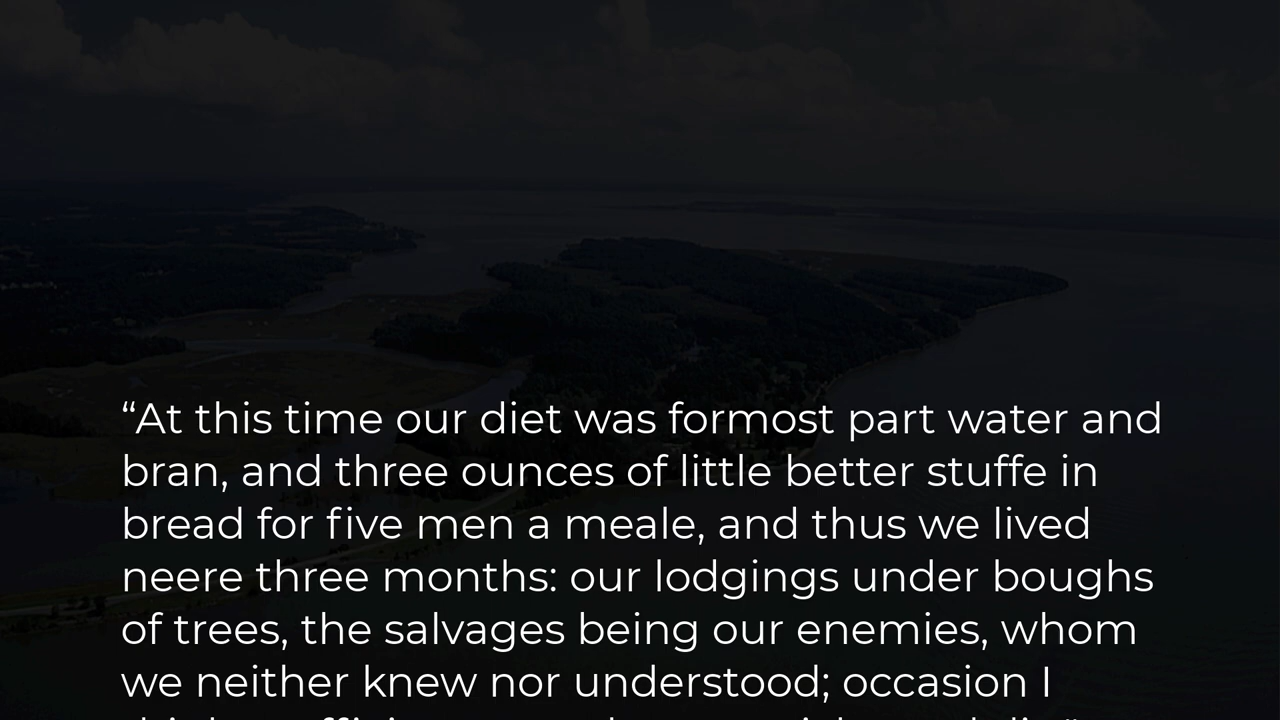 “At this time our diet was formost part water and
bran, and three ounces of little better stuffe in
bread for five men a meale, and thus we lived
neere three months: our lodgings under boughs
of trees, the salvages being our enemies, whom
we neither knew nor understood; occasion I